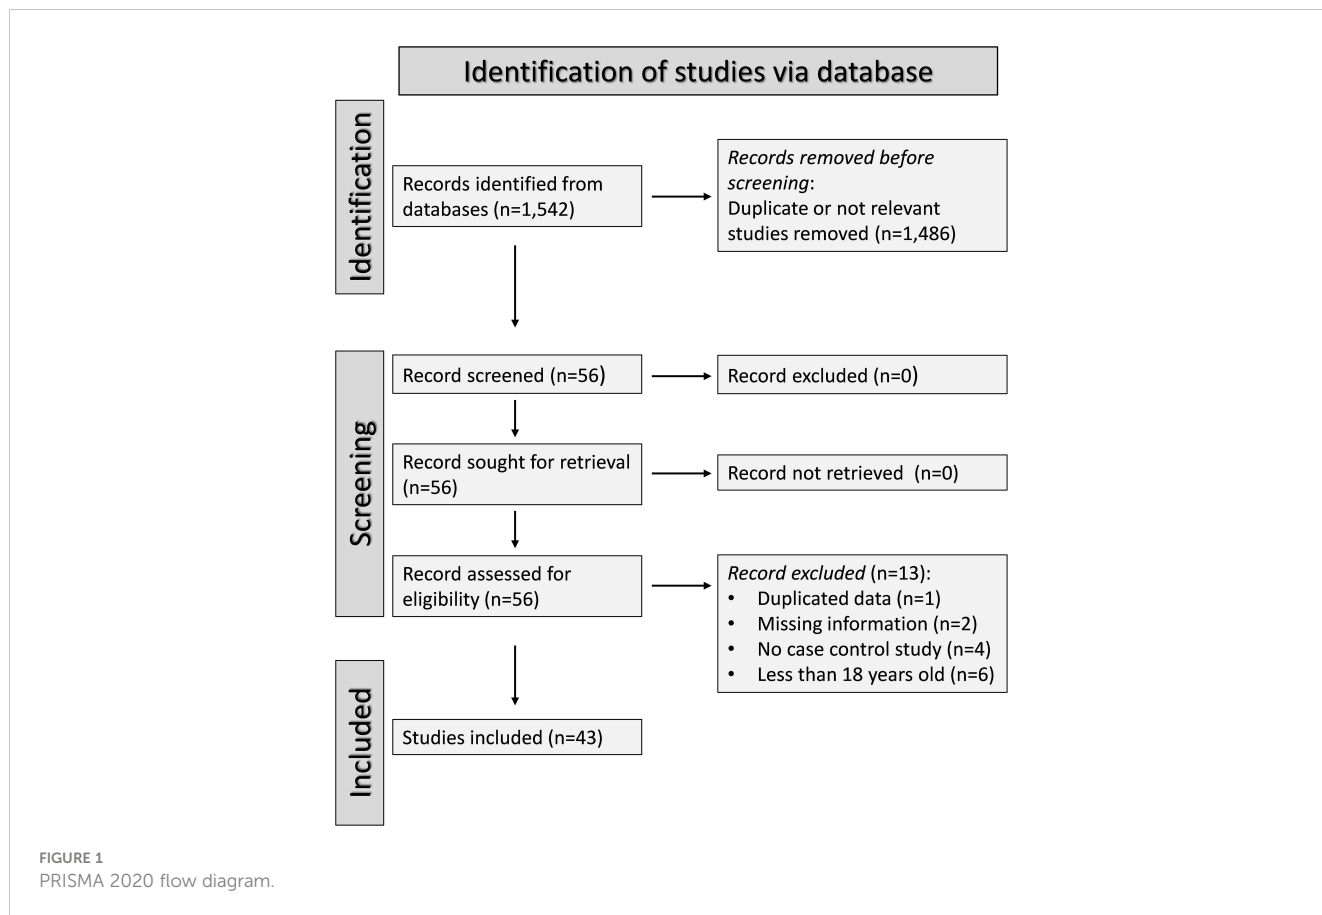 Identification of studies via database
Identification
Records identified from
databases (n=1,542)
Records removed before
screening:
Duplicate or not relevant
studies removed (n=1,486)
Screening
Record screened (n=56)
Record excluded (n=0)
Record sought for retrieval
(n=56)
Record not retrieved (n=0)
Record assessed for
eligibility (n=56)
Record excluded (n=13):
• Duplicated data (n=1)
• Missing information (n=2)
• No case control study (n=4)
• Less than 18 years old (n=6)
Included
Studies included (n=43)
FIGURE 1
PRISMA 2020 flow diagram.